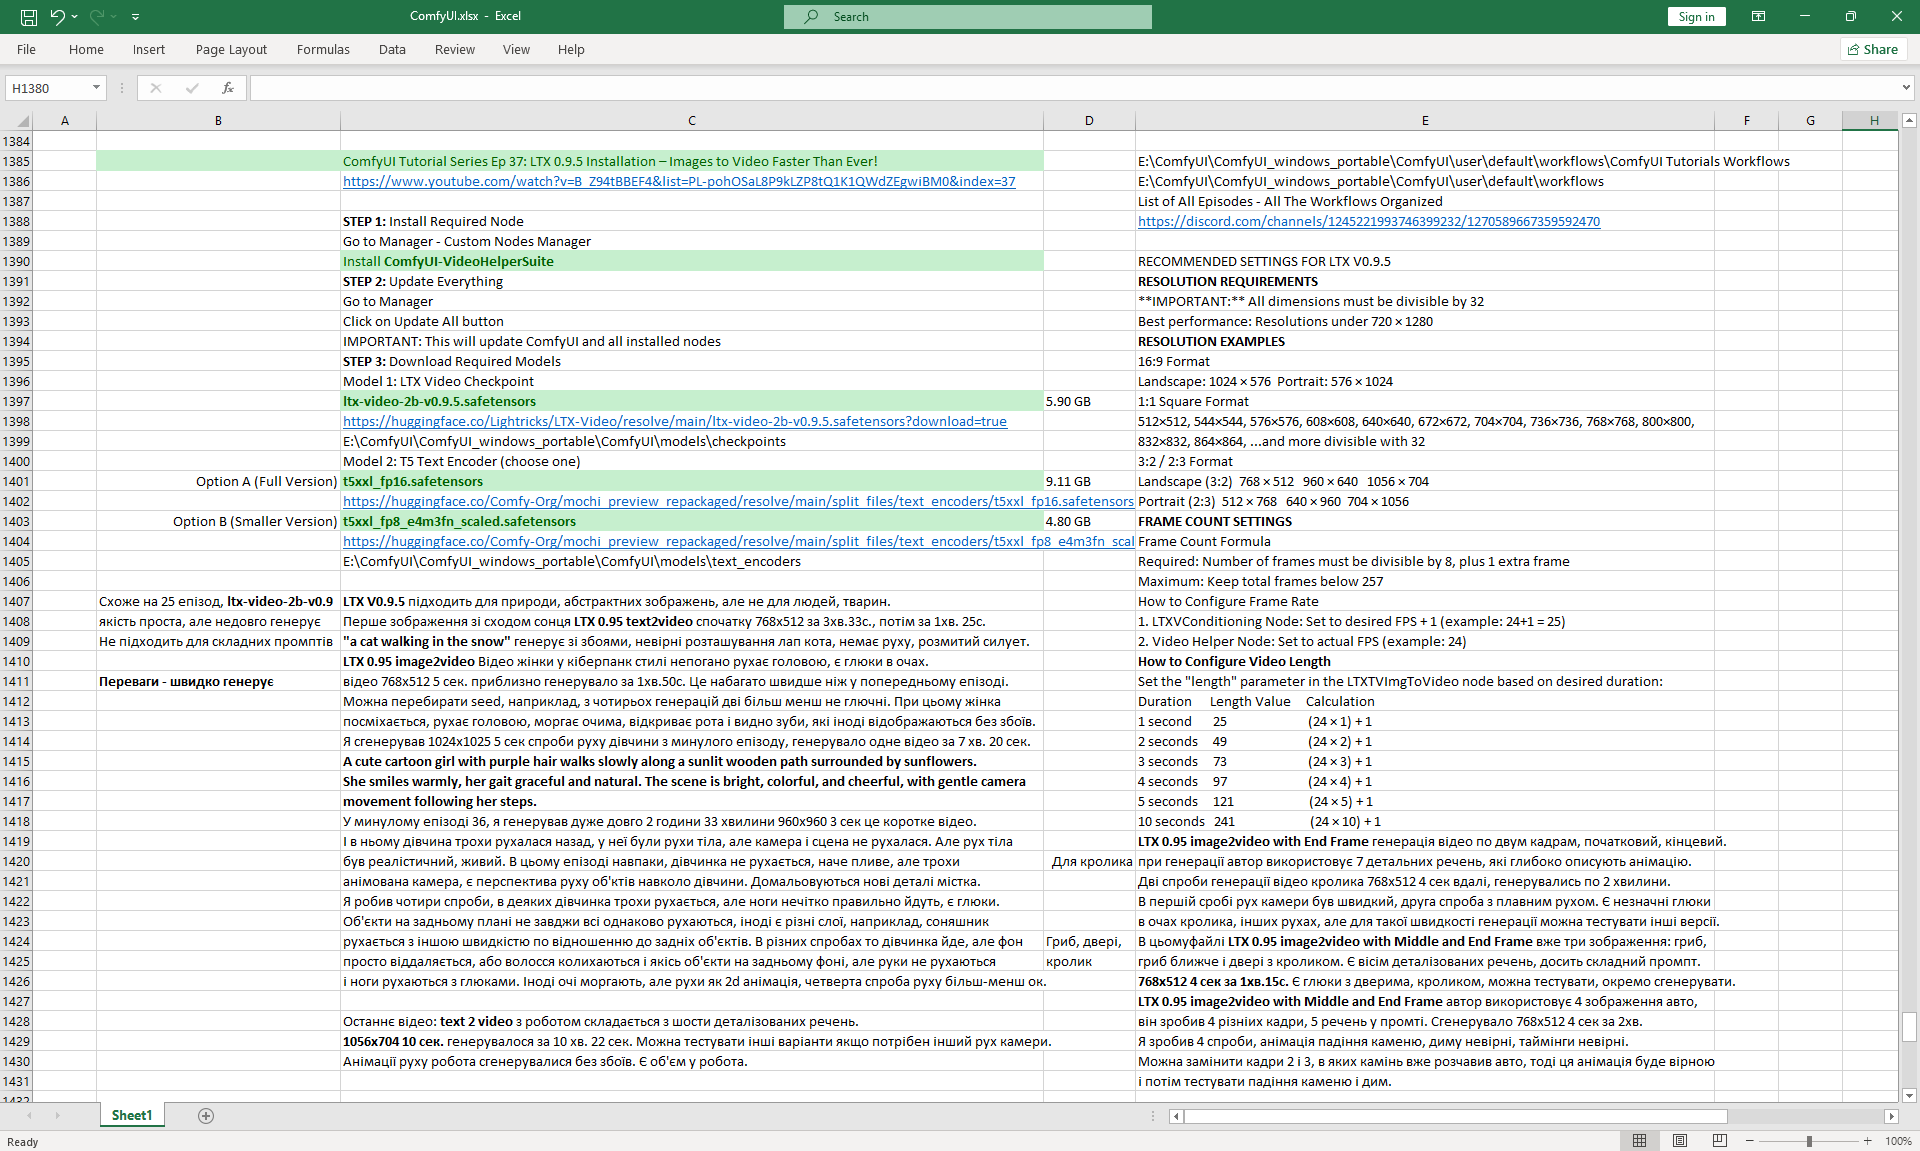 ComfyUI.xlsx - Excel
Search
Sign in
File Home Insert Page Layout Formulas Data Review View Help
Share
H1380
fx
A B C D E F G H
1384
1385 ComfyUI Tutorial Series Ep 37: LTX 0.9.5 Installation – Images to Video Faster Than Ever! E:\ComfyUI\ComfyUI_windows_portable\ComfyUI\user\default\workflows\ComfyUI Tutorials Workflows
1386 https://www.youtube.com/watch?v=B_Z94tBBEF4&list=PL-pohOSaL8P9kLZP8tQ1K1QWdZEgwiBM0&index=37 E:\ComfyUI\ComfyUI_windows_portable\ComfyUI\user\default\workflows
1387 List of All Episodes - All The Workflows Organized
1388 STEP 1: Install Required Node https://discord.com/channels/1245221993746399232/1270589667359592470
1389 Go to Manager - Custom Nodes Manager
1390 Install ComfyUI-VideoHelperSuite RECOMMENDED SETTINGS FOR LTX V0.9.5
1391 STEP 2: Update Everything RESOLUTION REQUIREMENTS
1392 Go to Manager **IMPORTANT:** All dimensions must be divisible by 32
1393 Click on Update All button Best performance: Resolutions under 720 × 1280
1394 IMPORTANT: This will update ComfyUI and all installed nodes RESOLUTION EXAMPLES
1395 STEP 3: Download Required Models 16:9 Format
1396 Model 1: LTX Video Checkpoint Landscape: 1024 × 576 Portrait: 576 × 1024
1397 ltx-video-2b-v0.9.5.safetensors 5.90 GB 1:1 Square Format
1398 https://huggingface.co/Lightricks/LTX-Video/resolve/main/ltx-video-2b-v0.9.5.safetensors?download=true 512×512, 544×544, 576×576, 608×608, 640×640, 672×672, 704×704, 736×736, 768×768, 800×800,
1399 E:\ComfyUI\ComfyUI_windows_portable\ComfyUI\models\checkpoints 832×832, 864×864, ...and more divisible with 32
1400 Model 2: T5 Text Encoder (choose one) 3:2 / 2:3 Format
1401 Option A (Full Version) t5xxl_fp16.safetensors 9.11 GB Landscape (3:2) 768 × 512 960 × 640 1056 × 704
1402 https://huggingface.co/Comfy-Org/mochi_preview_repackaged/resolve/main/split_files/text_encoders/t5xxl_fp16.safetensors Portrait (2:3) 512 × 768 640 × 960 704 × 1056
1403 Option B (Smaller Version) t5xxl_fp8_e4m3fn_scaled.safetensors 4.80 GB FRAME COUNT SETTINGS
1404 https://huggingface.co/Comfy-Org/mochi_preview_repackaged/resolve/main/split_files/text_encoders/t5xxl_fp8_e4m3fn_scal Frame Count Formula
1405 E:\ComfyUI\ComfyUI_windows_portable\ComfyUI\models\text_encoders Required: Number of frames must be divisible by 8, plus 1 extra frame
1406 Maximum: Keep total frames below 257
1407 Схоже на 25 епізод, ltx-video-2b-v0.9 LTX V0.9.5 підходить для природи, абстрактних зображень, але не для людей, тварин. How to Configure Frame Rate
1408 якість проста, але недовго генерує Перше зображення зі сходом сонця LTX 0.95 text2video спочатку 768x512 за 3хв.33с., потім за 1хв. 25с. 1. LTXVConditioning Node: Set to desired FPS + 1 (example: 24+1 = 25)
1409 Не підходить для складних промптів "a cat walking in the snow" генерує зі збоями, невірні розташування лап кота, немає руху, розмитий силует. 2. Video Helper Node: Set to actual FPS (example: 24)
1410 LTX 0.95 image2video Відео жінки у кіберпанк стилі непогано рухає головою, є глюки в очах. How to Configure Video Length
1411 Переваги - швидко генерує відео 768x512 5 сек. приблизно генерувало за 1хв.50с. Це набагато швидше ніж у попередньому епізоді. Set the "length" parameter in the LTXTVImgToVideo node based on desired duration:
1412 Можна перебирати seed, наприклад, з чотирьох генерацій дві більш менш не глючні. При цьому жінка Duration Length Value Calculation
1413 посміхається, рухає головою, моргає очима, відкриває рота і видно зуби, які іноді відображаються без збоїв. 1 second 25 (24 × 1) + 1
1414 Я сгенерував 1024x1025 5 сек спроби руху дівчини з минулого епізоду, генерувало одне відео за 7 хв. 20 сек. 2 seconds 49 (24 × 2) + 1
1415 A cute cartoon girl with purple hair walks slowly along a sunlit wooden path surrounded by sunflowers. 3 seconds 73 (24 × 3) + 1
1416 She smiles warmly, her gait graceful and natural. The scene is bright, colorful, and cheerful, with gentle camera 4 seconds 97 (24 × 4) + 1
1417 movement following her steps. 5 seconds 121 (24 × 5) + 1
1418 У минулому епізоді 36, я генерував дуже довго 2 години 33 хвилини 960x960 3 сек це коротке відео. 10 seconds 241 (24 × 10) + 1
1419 І в ньому дівчина трохи рухалася назад, у неї були рухи тіла, але камера і сцена не рухалася. Але рух тіла LTX 0.95 image2video with End Frame генерація відео по двум кадрам, початковий, кінцевий.
1420 був реалістичний, живий. В цьому епізоді навпаки, дівчинка не рухається, наче пливе, але трохи Для кролика при генерації автор використовує 7 детальних речень, які глибоко описують анімацію.
1421 анімована камера, є перспектива руху об'ктів навколо дівчини. Домальовуються нові деталі містка. Дві спроби генерації відео кролика 768x512 4 сек вдалі, генерувались по 2 хвилини.
1422 Я робив чотири спроби, в деяких дівчинка трохи рухається, але ноги нечітко правильно йдуть, є глюки. В першій сробі рух камери був швидкий, друга спроба з плавним рухом. Є незначні глюки
1423 Об'єкти на задньому плані не завджи всі однаково рухаються, іноді є різні слої, наприклад, соняшник в очах кролика, інших рухах, але для такої швидкості генерації можна тестувати інші версії.
1424 рухається з іншою швидкістю по відношенню до задніх об'єктів. В різних спробах то дівчинка йде, але фон Гриб, двері, В цьомуфайлі LTX 0.95 image2video with Middle and End Frame вже три зображення: гриб,
1425 просто віддаляється, або волосся колихаються і якісь об'єкти на задньому фоні, але руки не рухаються кролик гриб ближче і двері з кроликом. Є вісім деталізованих речень, досить складний промпт.
1426 і ноги рухаються з глюками. Іноді очі моргають, але рухи як 2d анімація, четверта спроба руху більш-менш ок. 768x512 4 сек за 1хв.15с. Є глюки з дверима, кроликом, можна тестувати, окремо сгенерувати.
1427 LTX 0.95 image2video with Middle and End Frame автор використовує 4 зображення авто,
1428 Останнє відео: text 2 video з роботом складається з шости деталізованих речень. він зробив 4 різніих кадри, 5 речень у промті. Сгенерувало 768x512 4 сек за 2хв.
1429 1056x704 10 сек. генерувалося за 10 хв. 22 сек. Можна тестувати інші варіанти якщо потрібен інший рух камери. Я зробив 4 спроби, анімація падіння каменю, диму невірні, таймінги невірні.
1430 Анімації руху робота сгенерувалися без збоїв. Є об'єм у робота. Можна замінити кадри 2 і 3, в яких камінь вже розчавив авто, тоді ця анімація буде вірною
1431 і потім тестувати падіння каменю і дим.
1432
Sheet1
Ready
100%